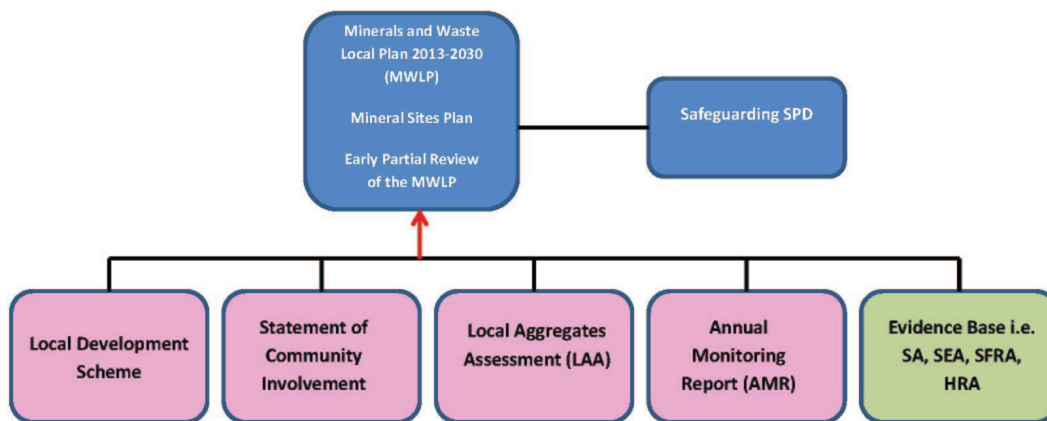 Minerals and Waste
Local Plan 2013-2030
(MWLP)
Mineral Sites Plan
Early Partial Review
of the MWLP
Safeguarding SPD
Local Development
Scheme
Statement of
Community
Involvement
Local Aggregates
Assessment (LAA)
Annual
Monitoring
Report (AMR)
Evidence Base i.e.
SA, SEA, SFRA,
HRA